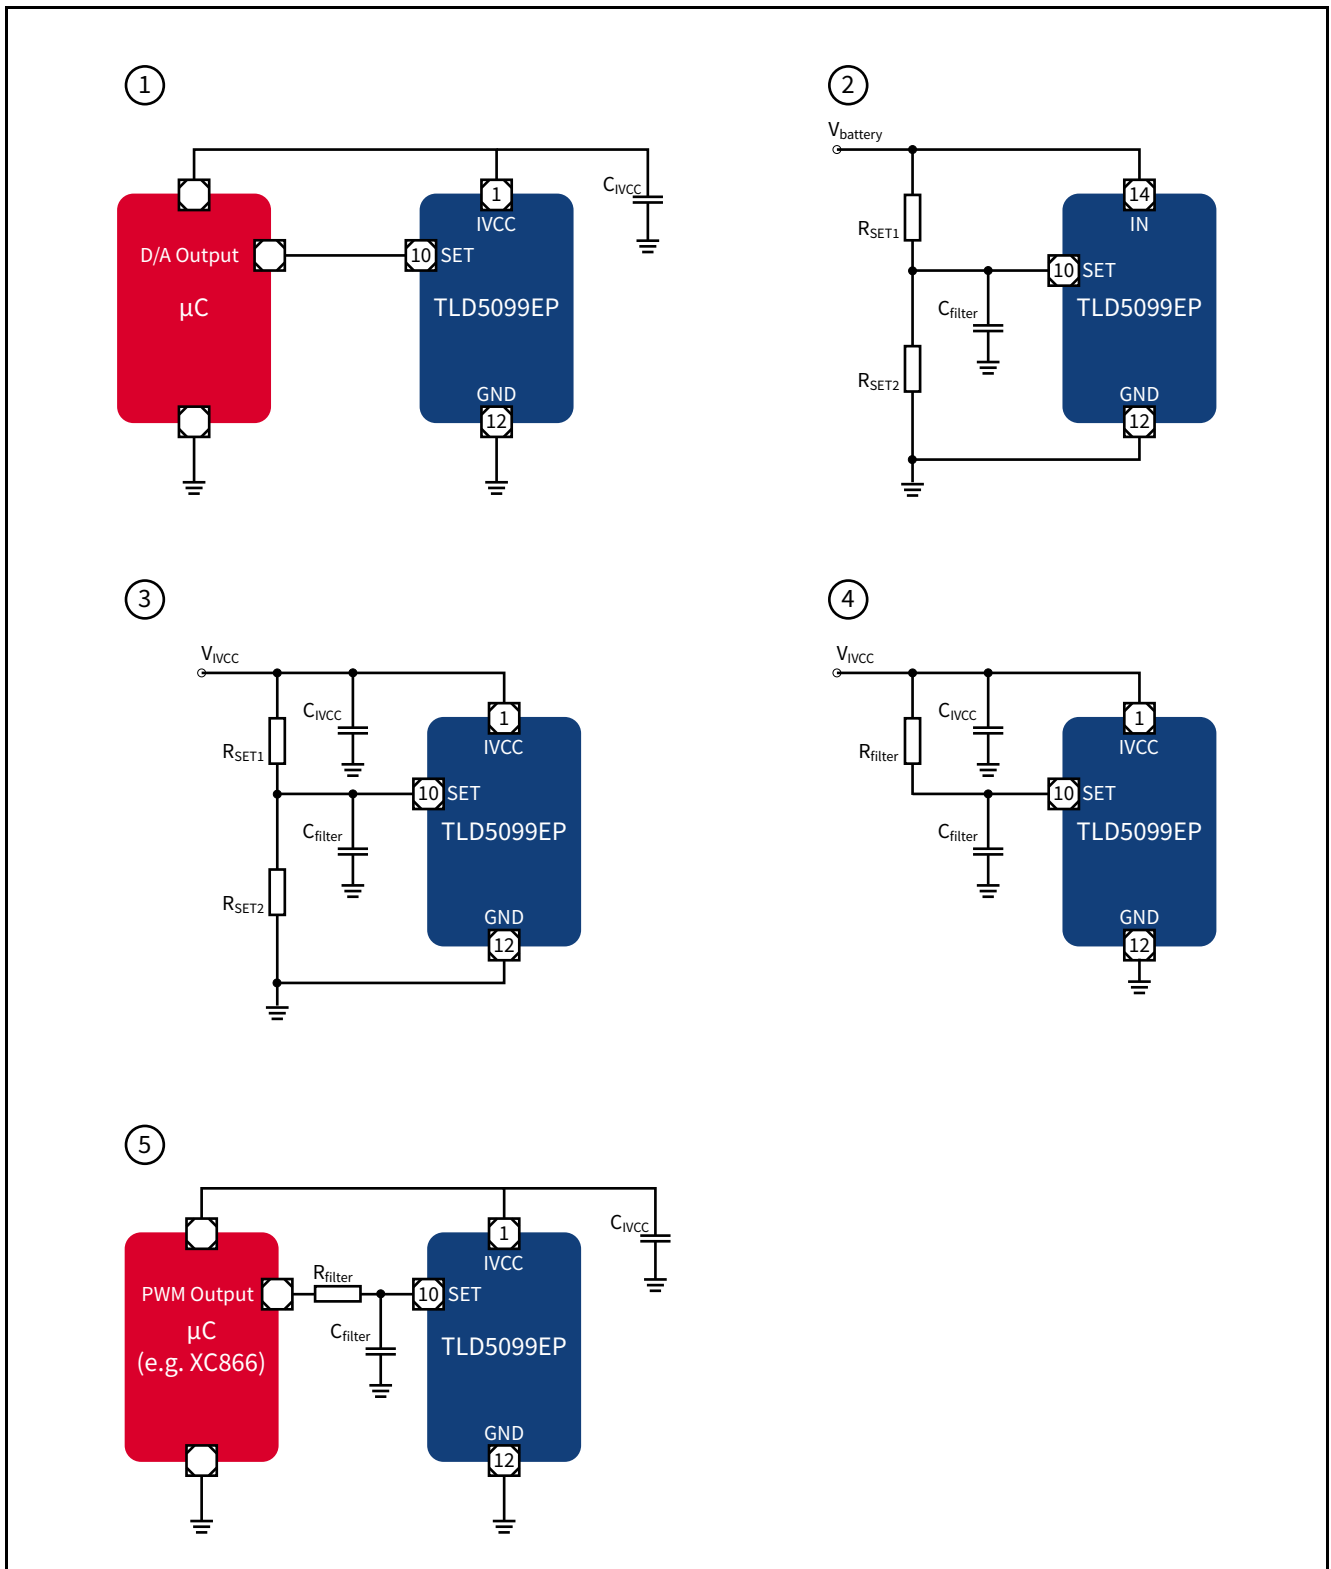 1
C_IVCC
1
IVCC
D/A Output
10 SET
µC
TLD5099EP
GND
12
2
V_battery
14
IN
R_SET1
10 SET
C_filter
TLD5099EP
R_SET2
GND
12
3
V_IVCC
C_IVCC
1
IVCC
R_SET1
10 SET
C_filter
TLD5099EP
R_SET2
GND
12
4
V_IVCC
C_IVCC
1
IVCC
R_filter
10 SET
C_filter
TLD5099EP
GND
12
5
C_IVCC
1
IVCC
R_filter
PWM Output
10 SET
C_filter
µC
(e.g. XC866)
TLD5099EP
GND
12